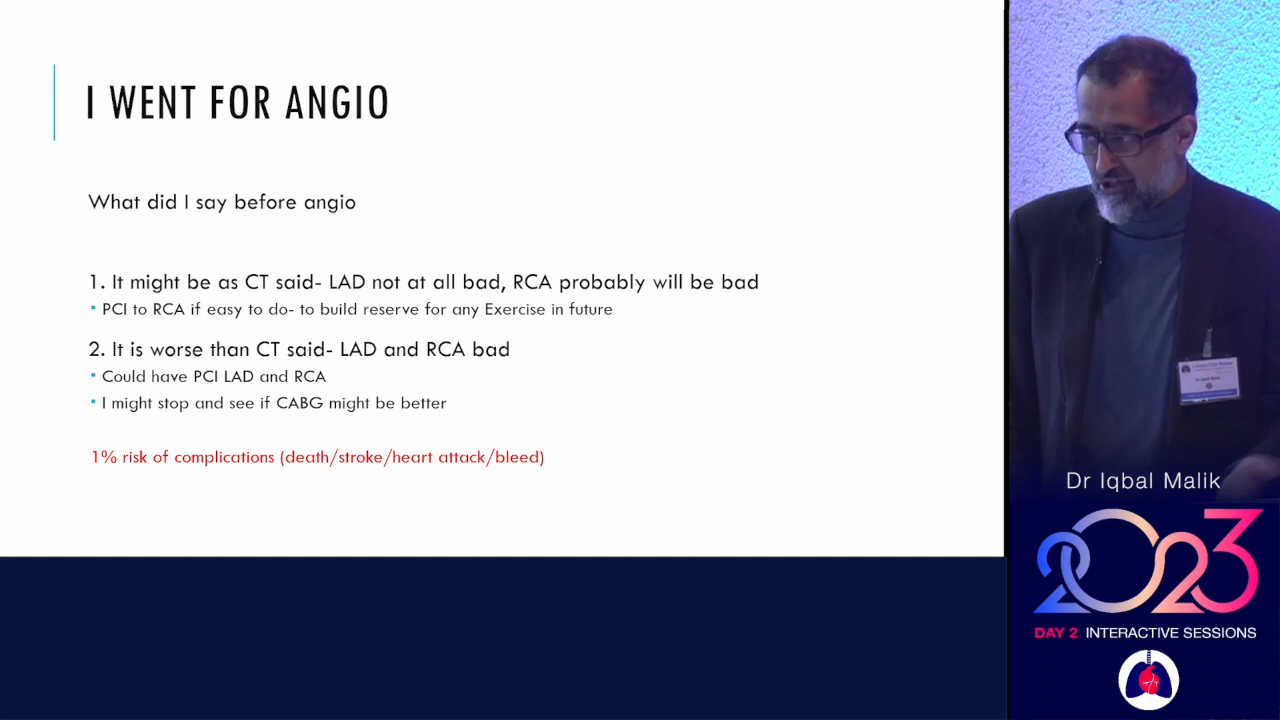 I WENT FOR ANGIO
What did I say before angio
1. It might be as CT said- LAD not at all bad, RCA probably will be bad
▪ PCI to RCA if easy to do- to build reserve for any Exercise in future
2. It is worse than CT said- LAD and RCA bad
▪ Could have PCI LAD and RCA
▪ I might stop and see if CABG might be better
1% risk of complications (death/stroke/heart attack/bleed)
Dr Iqbal Malik
2023
DAY 2 INTERACTIVE SESSIONS